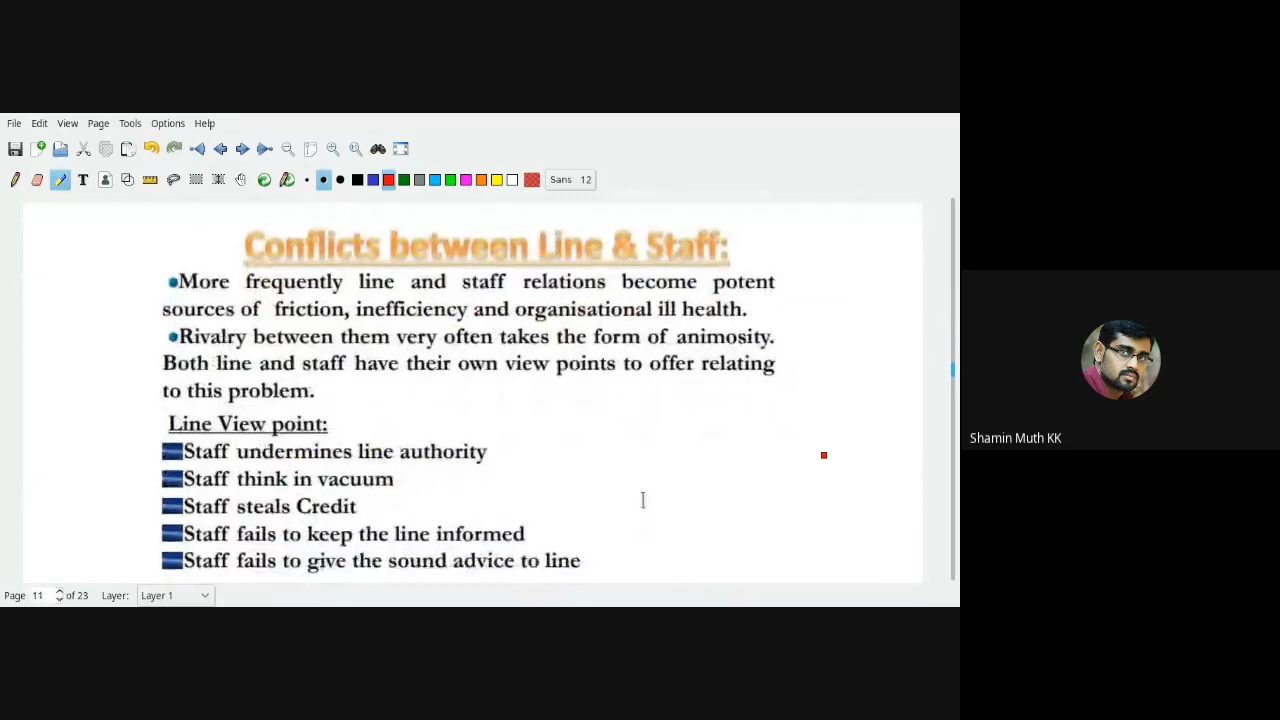 File Edit View Page Tools Options Help
T Sans 12
Conflicts between Line & Staff:
More frequently line and staff relations become potent
sources of friction, inefficiency and organisational ill health.
Rivalry between them very often takes the form of animosity.
Both line and staff have their own view points to offer relating
to this problem.
Line View point:
Staff undermines line authority
Staff think in vacuum
Staff steals Credit
Staff fails to keep the line informed
Staff fails to give the sound advice to line
Page 11 of 23 Layer: Layer 1
Shamin Muth KK